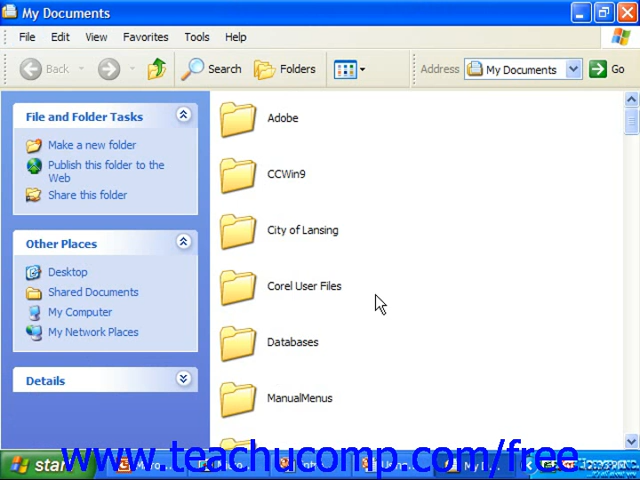 My Documents
File Edit View Favorites Tools Help
Back Search Folders Address My Documents Go
File and Folder Tasks
Make a new folder
Publish this folder to the
Web
Share this folder
Other Places
Desktop
Shared Documents
My Computer
My Network Places
Details
Adobe
CCWin9
City of Lansing
Corel User Files
Databases
ManualMenus
www.teachucomp.com/free
start